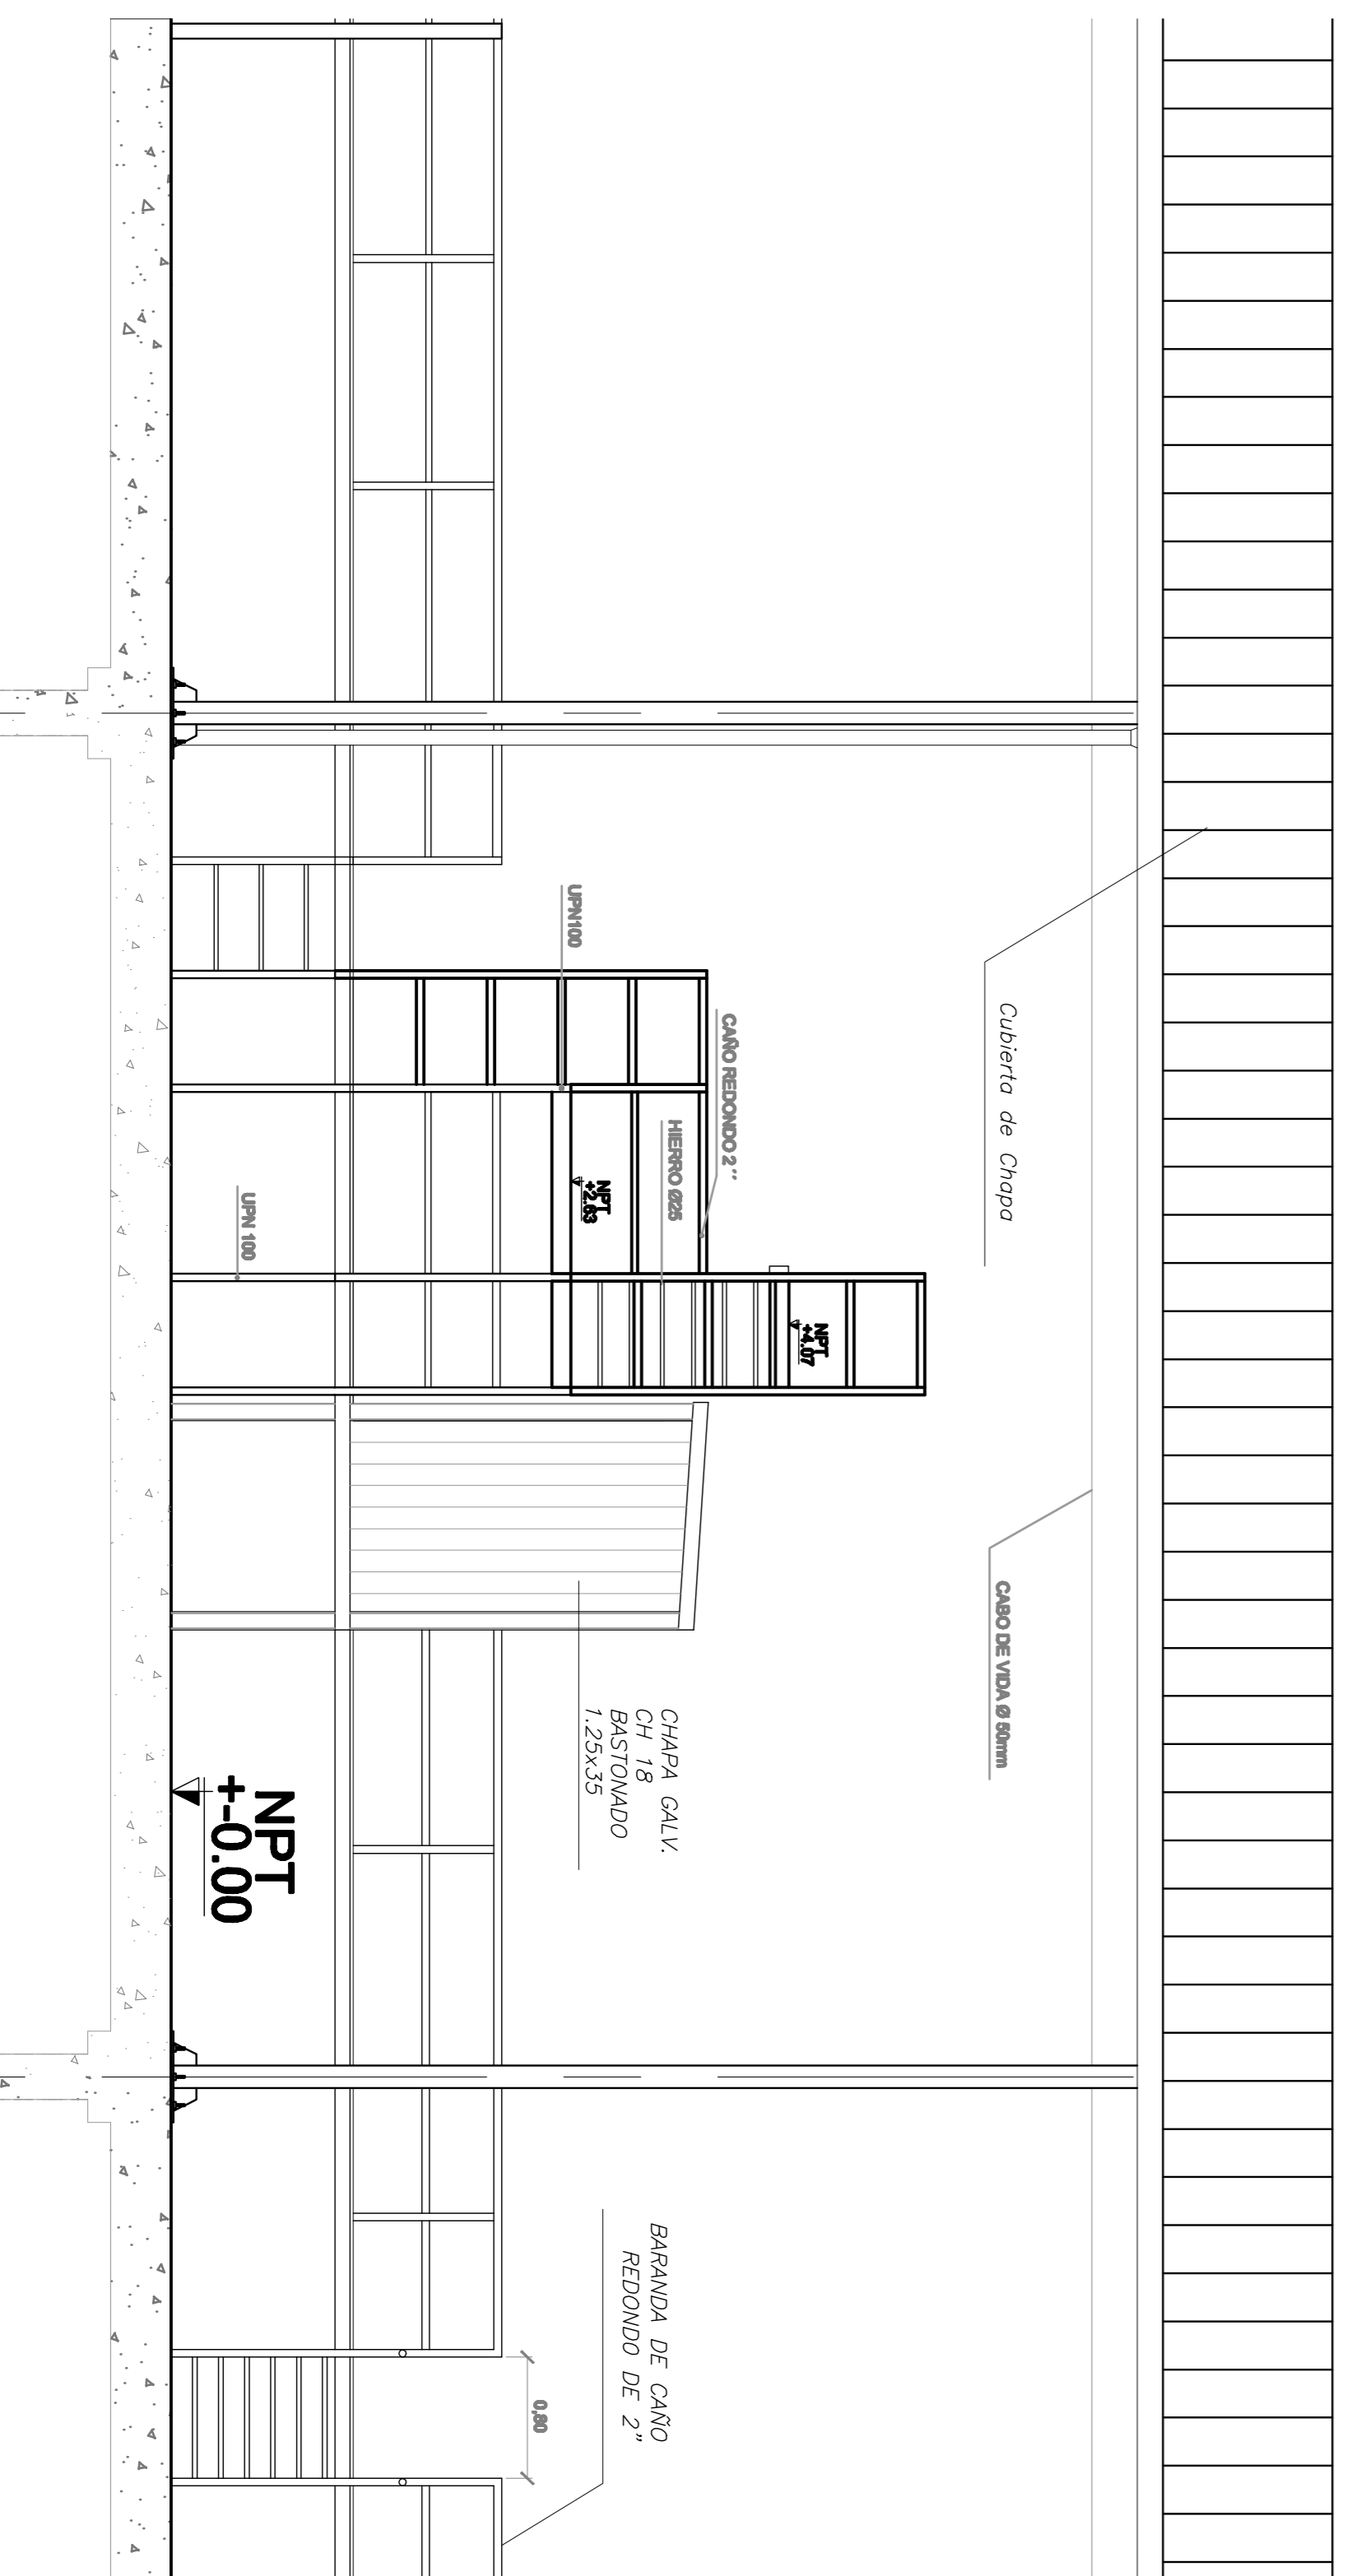 Cubierta de Chapa
CABO DE VIDA Ø 50mm
NPT
+4.07
CAÑO REDONDO 2''
HIERRO Ø25
UPN100
NPT
+2.63
CHAPA GALV.
CH 18
BASTONADO
1.25x35
BARANDA DE CAÑO
REDONDO DE 2"
0,80
UPN 100
NPT
+-0.00